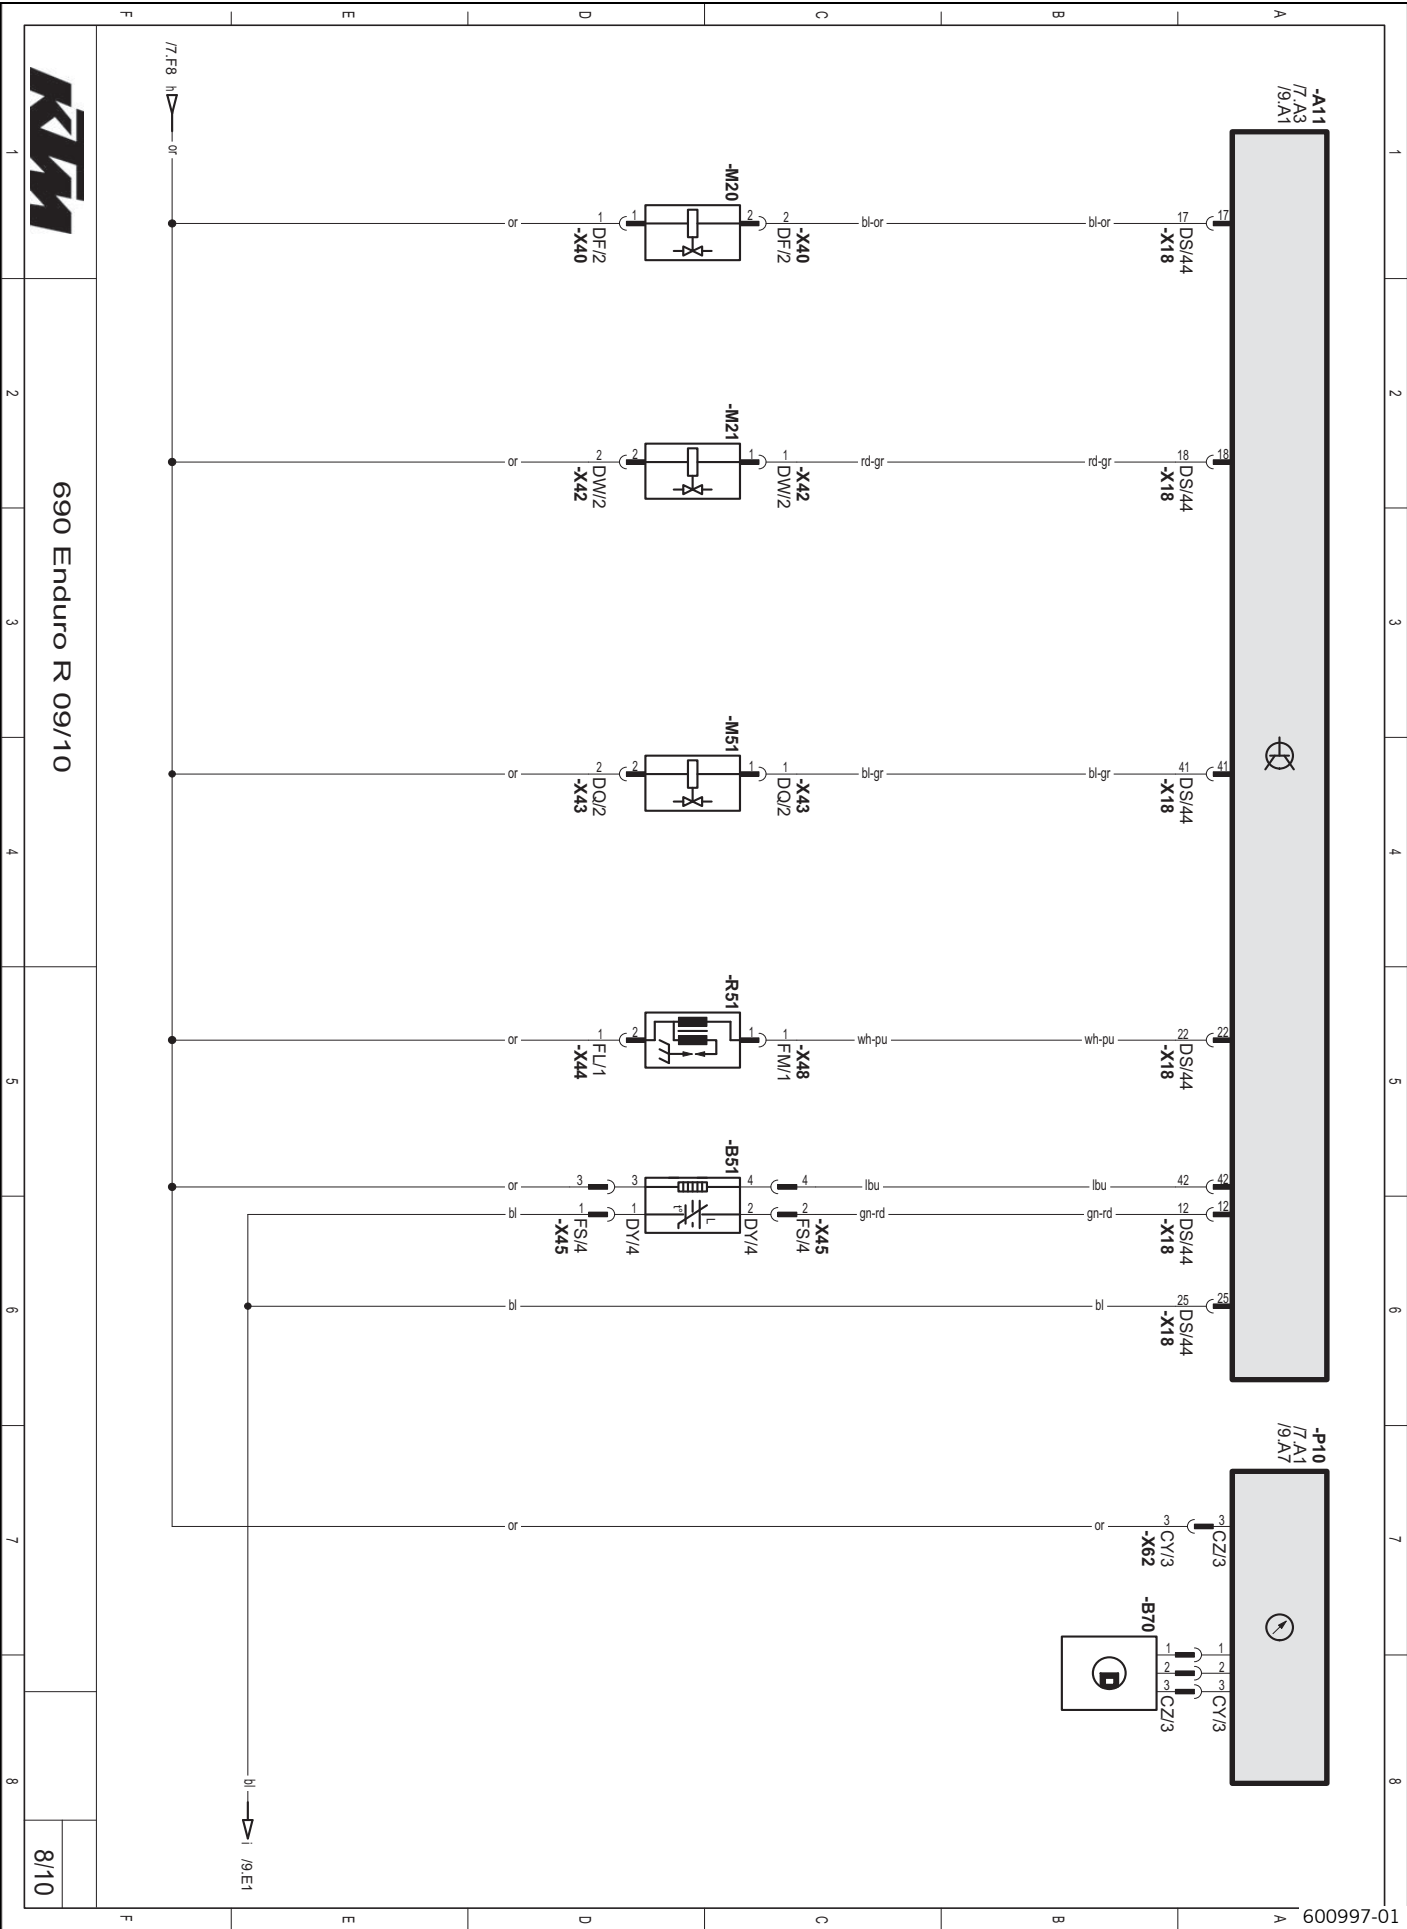 1 2 3 4 5 6 7 8
A
B
C
D
E
F
-A11
/7.A3
/9.A1
-P10
/7.A1
/9.A7
17
17 DS/44
-X18
bl-or
bl-or
-X40
2 DF/2
2
-M20
1
1 DF/2
-X40
or
18
18 DS/44
-X18
rd-gr
rd-gr
-X42
1 DW/2
1
-M21
2
2 DW/2
-X42
or
41
41 DS/44
-X18
bl-gr
bl-gr
-X43
1 DQ/2
1
-M51
2
2 DQ/2
-X43
or
22
22 DS/44
-X18
wh-pu
wh-pu
-X48
1 FM/1
1
-R51
2
1 FL/1
-X44
or
42 12
42 12 DS/44
-X18
lbu gn-rd
lbu gn-rd
-X45
4 2 FS/4
4 2 DY/4
-B51
L
t°
3 1 DY/4
3 1 FS/4
-X45
or bl
25
25 DS/44
-X18
bl
bl
3 CZ/3
3 CY/3
-X62
or
or
1 2 3 CY/3
1 2 3 CZ/3
-B70
/7.F8 h
or
bl
i /9.E1
A
B
C
D
E
F
KTM
690 Enduro R 09/10
8/10
1 2 3 4 5 6 7 8
600997-01